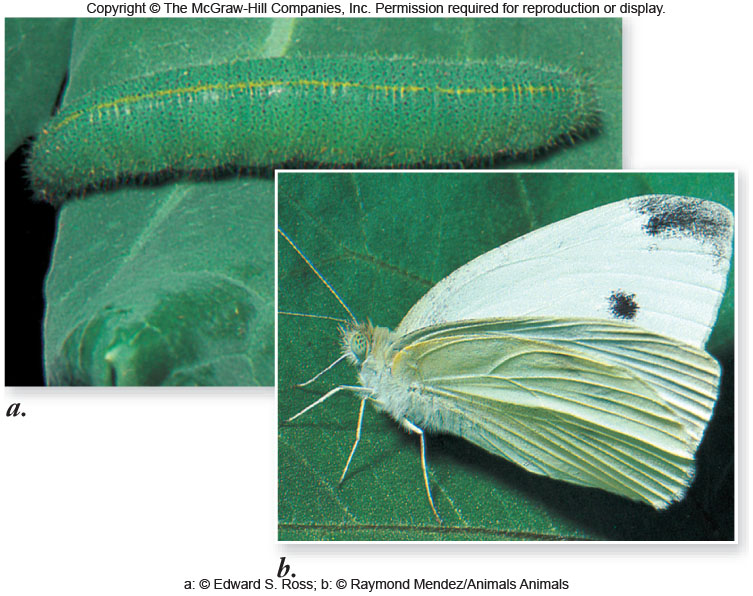 Copyright © The McGraw-Hill Companies, Inc. Permission required for reproduction or display.
a.
b.
a: © Edward S. Ross; b: © Raymond Mendez/Animals Animals